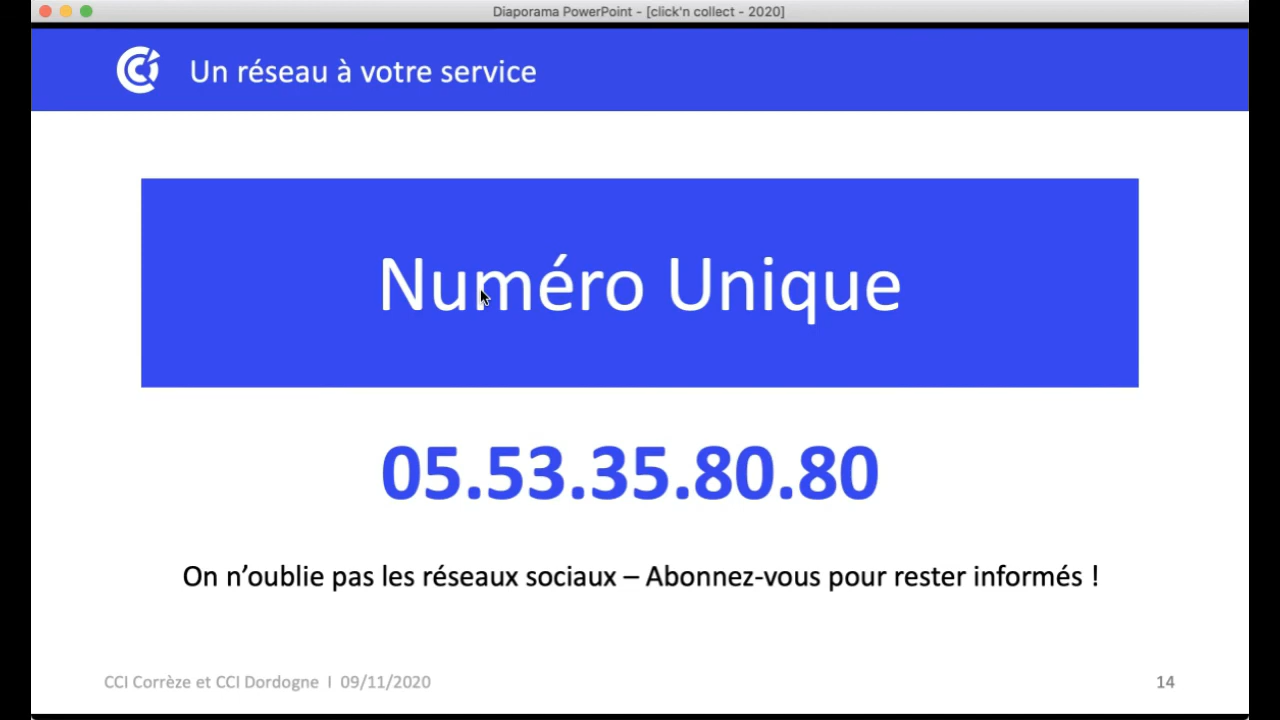 Diaporama PowerPoint - [click'n collect - 2020]
Un réseau à votre service
Numéro Unique
05.53.35.80.80
On n’oublie pas les réseaux sociaux – Abonnez-vous pour rester informés !
CCI Corrèze et CCI Dordogne I 09/11/2020
14